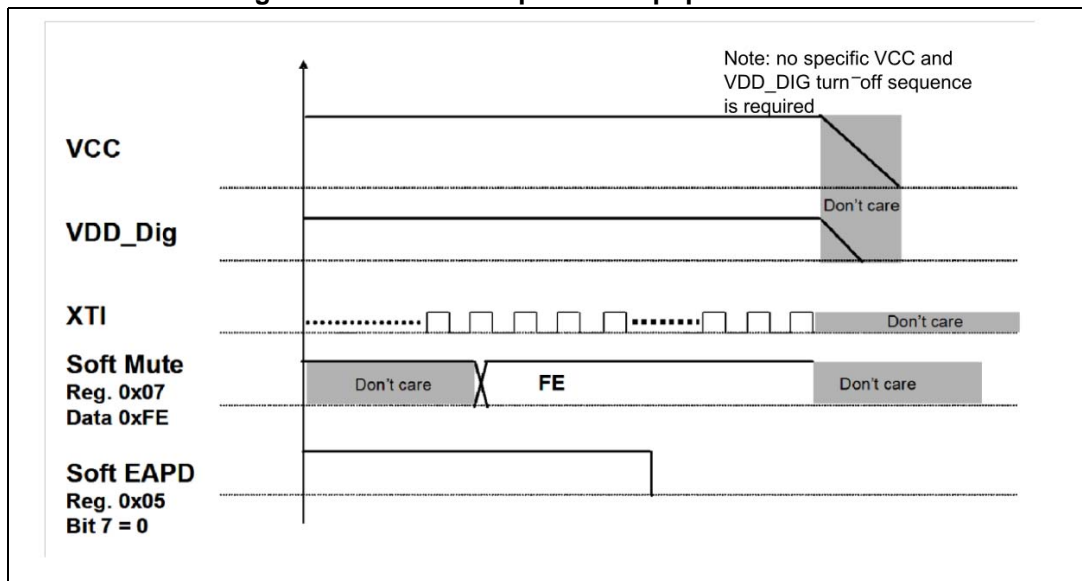 Note: no specific VCC and
VDD_DIG turn-off sequence
is required
VCC
Don't care
VDD_Dig
XTI
Don't care
Soft Mute
Reg. 0x07
Data 0xFE
Don't care
FE
Don't care
Soft EAPD
Reg. 0x05
Bit 7 = 0